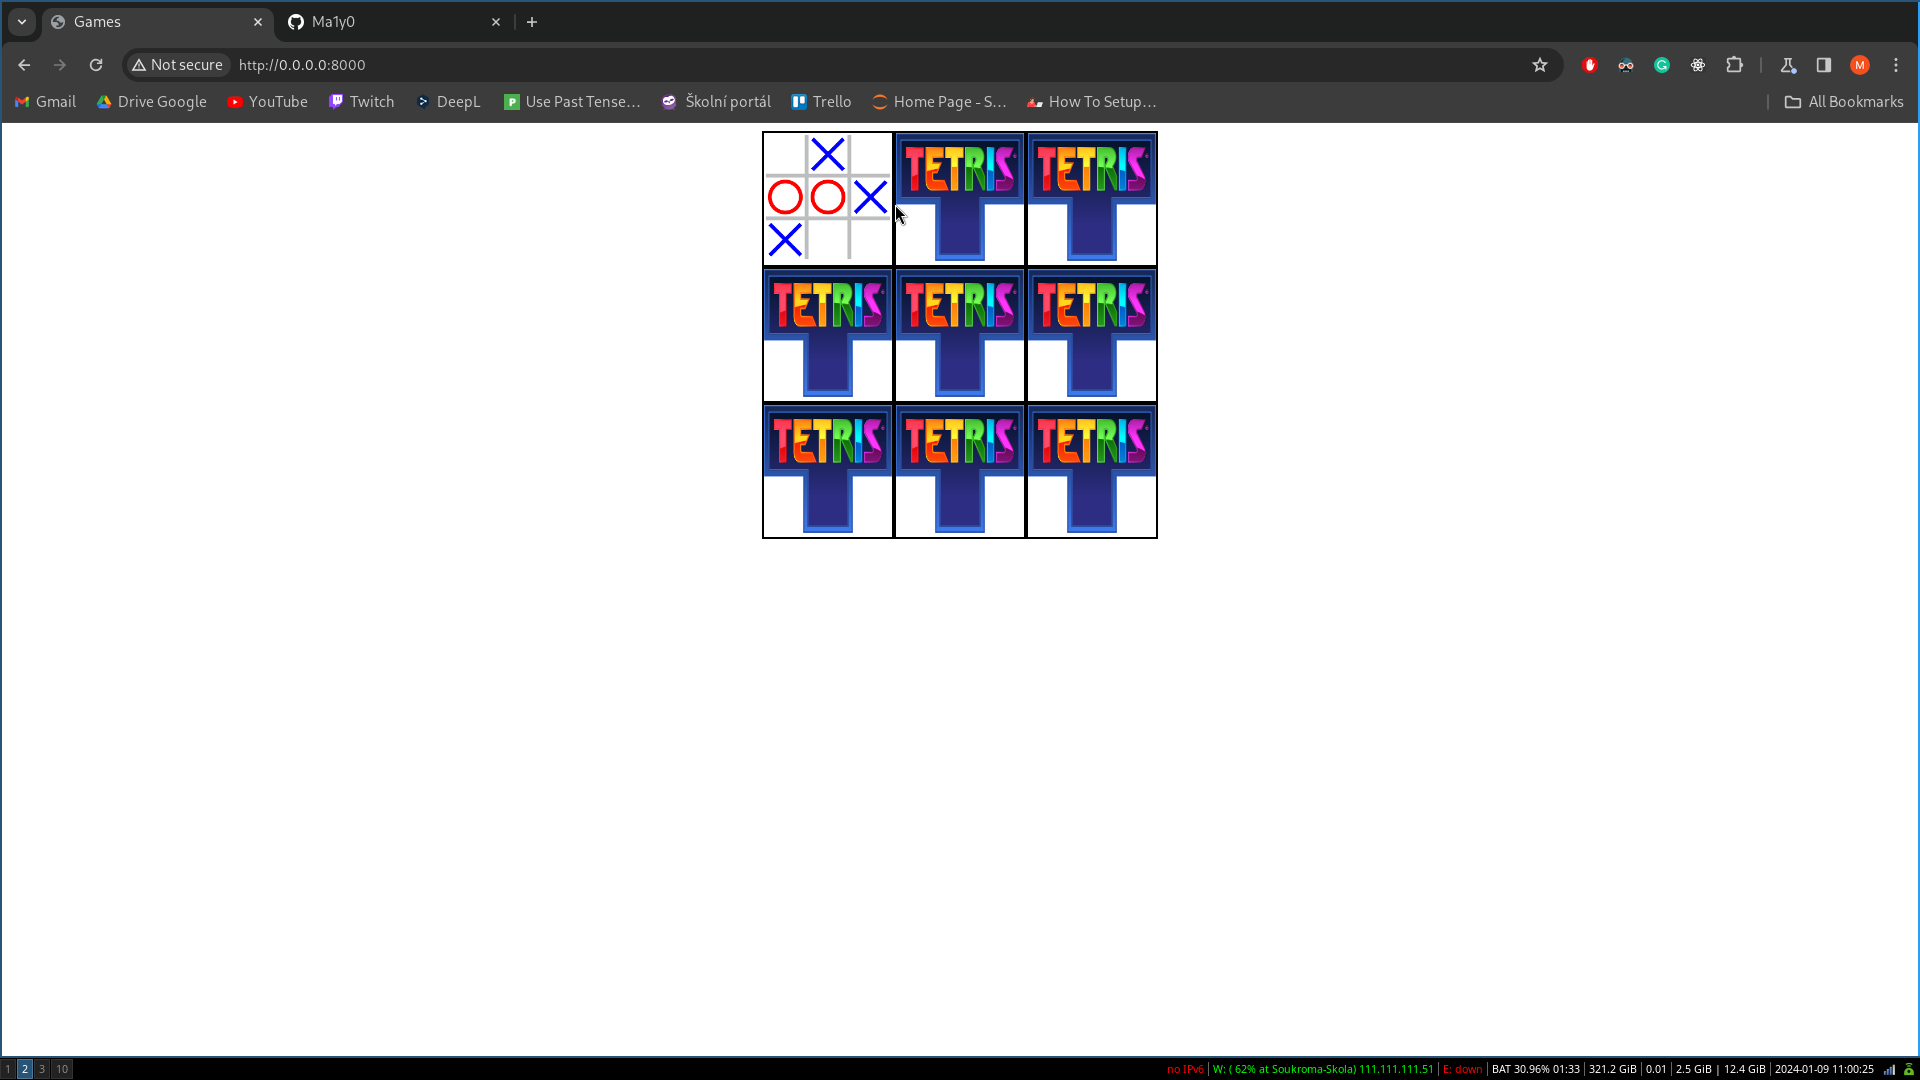 Games
Ma1y0
Not secure
http://0.0.0.0:8000
M
Gmail
Drive Google
YouTube
Twitch
DeepL
Use Past Tense...
Školní portál
Trello
Home Page - S...
How To Setup...
All Bookmarks
TETRIS TETRIS
TETRIS TETRIS TETRIS
TETRIS TETRIS TETRIS
1 2 3 10
no IPv6 | W: ( 62% at Soukroma-Skola) 111.111.111.51 | E: down | BAT 30.96% 01:33 | 321.2 GiB | 0.01 | 2.5 GiB | 12.4 GiB | 2024-01-09 11:00:25